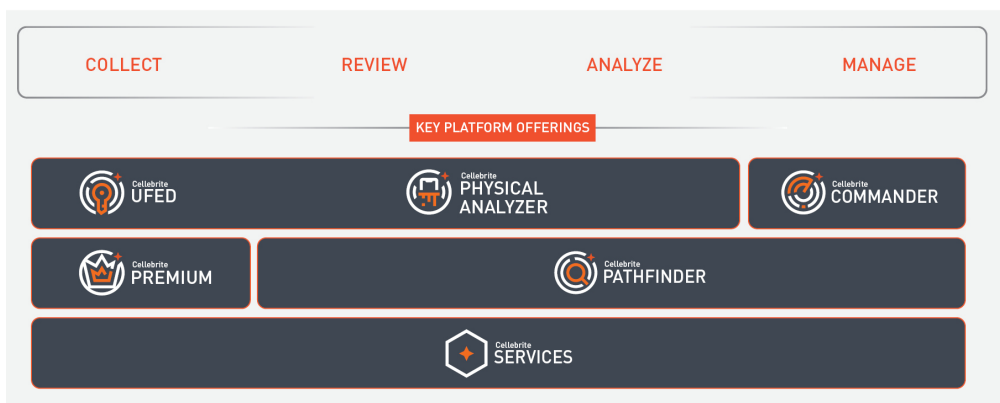 COLLECT REVIEW ANALYZE MANAGE
KEY PLATFORM OFFERINGS
Cellebrite
UFED
Cellebrite
PHYSICAL
ANALYZER
Cellebrite
COMMANDER
Cellebrite
PREMIUM
Cellebrite
PATHFINDER
Cellebrite
SERVICES